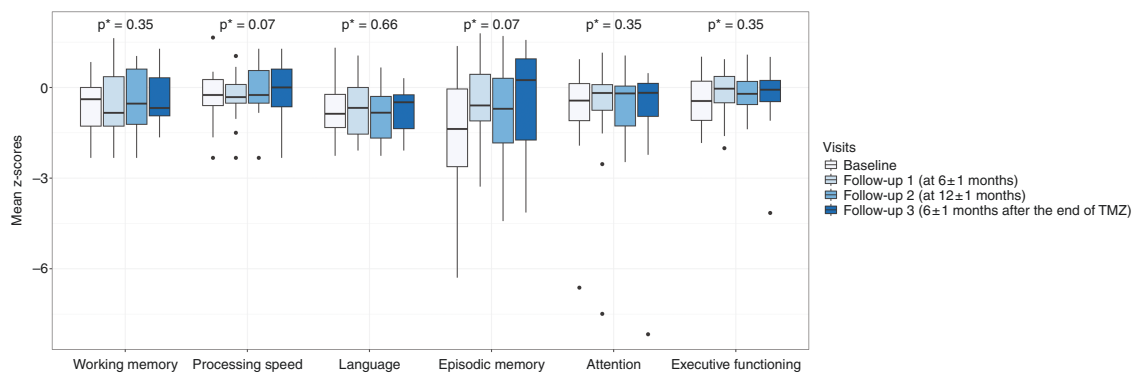 p* = 0.35
p* = 0.07
p* = 0.66
p* = 0.07
p* = 0.35
p* = 0.35
0
−3
−6
Mean z-scores
Working memory
Processing speed
Language
Episodic memory
Attention
Executive functioning
Visits
Baseline
Follow-up 1 (at 6±1 months)
Follow-up 2 (at 12±1 months)
Follow-up 3 (6±1 months after the end of TMZ)